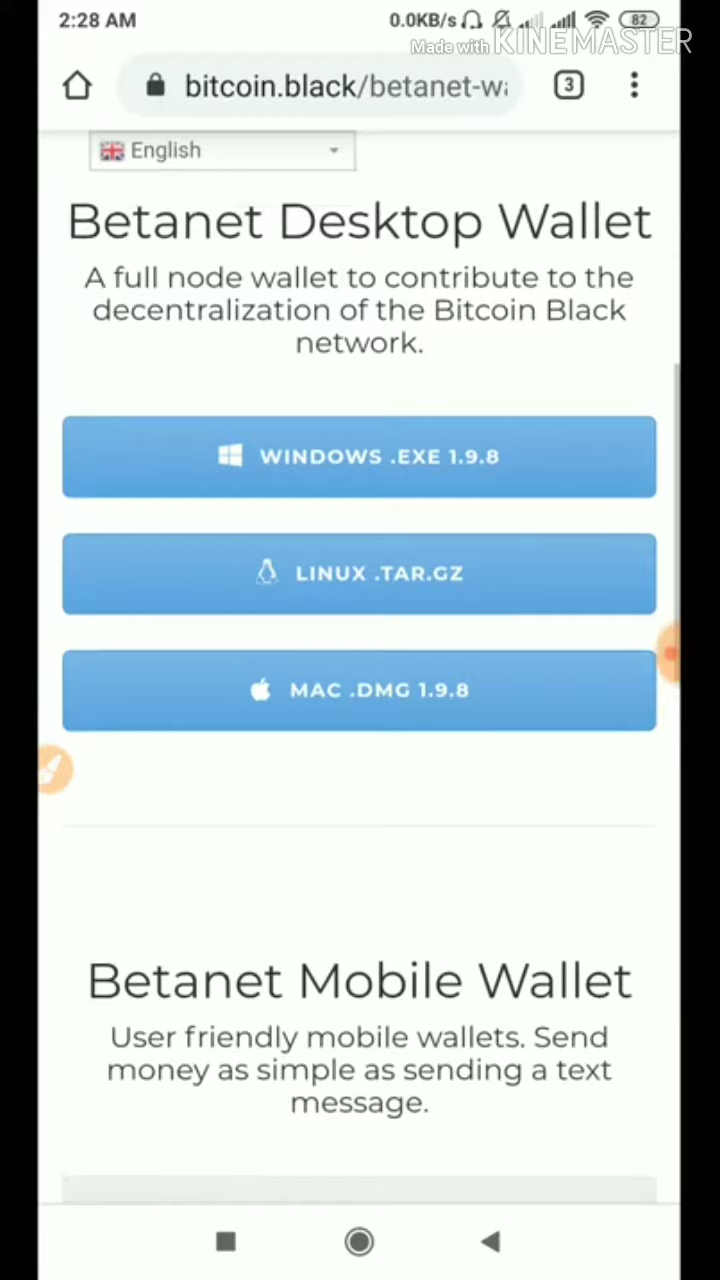 2:28 AM 0.0KB/s 82
Made with KINEMASTER
bitcoin.black/betanet-wa
3
English
Betanet Desktop Wallet
A full node wallet to contribute to the
decentralization of the Bitcoin Black
network.
WINDOWS .EXE 1.9.8
LINUX .TAR.GZ
MAC .DMG 1.9.8
Betanet Mobile Wallet
User friendly mobile wallets. Send
money as simple as sending a text
message.